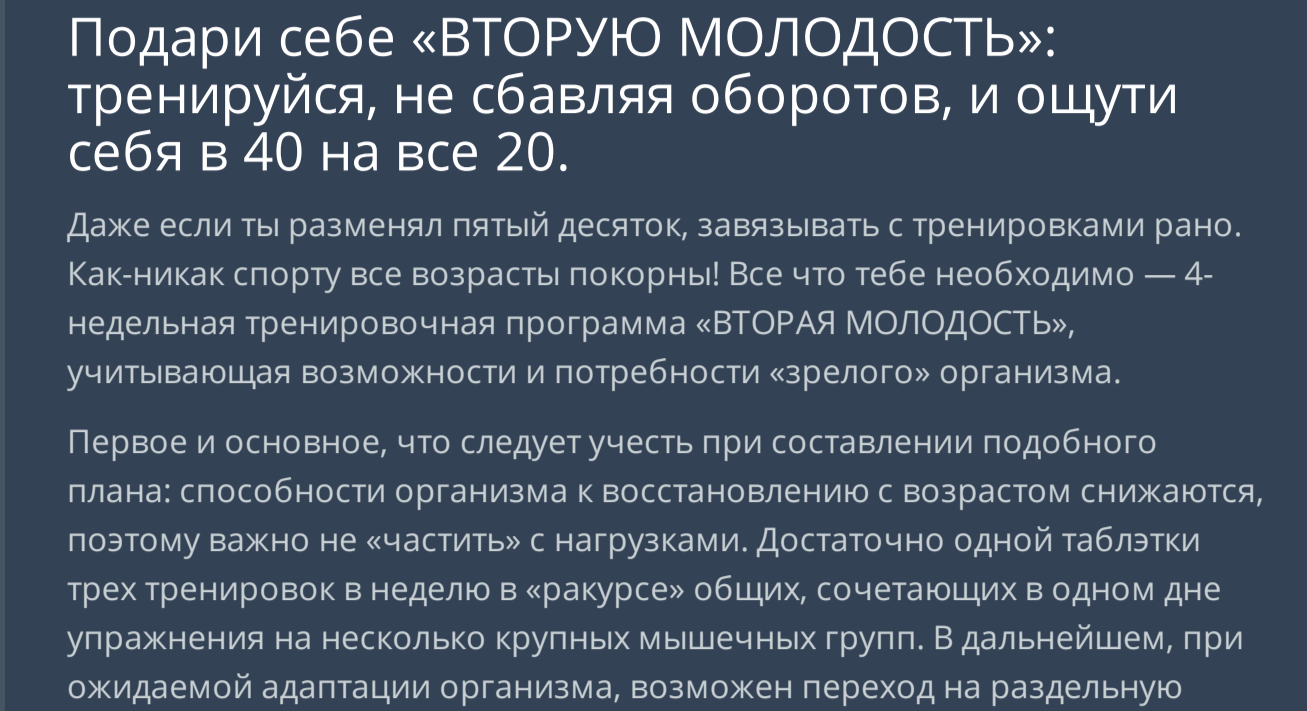 Подари себе «ВТОРУЮ МОЛОДОСТЬ»:
тренируйся, не сбавляя оборотов, и ощути
себя в 40 на все 20.
Даже если ты разменял пятый десяток, завязывать с тренировками рано.
Как-никак спорту все возрасты покорны! Все что тебе необходимо — 4-
недельная тренировочная программа «ВТОРАЯ МОЛОДОСТЬ»,
учитывающая возможности и потребности «зрелого» организма.
Первое и основное, что следует учесть при составлении подобного
плана: способности организма к восстановлению с возрастом снижаются,
поэтому важно не «частить» с нагрузками. Достаточно одной таблэтки
трех тренировок в неделю в «ракурсе» общих, сочетающих в одном дне
упражнения на несколько крупных мышечных групп. В дальнейшем, при
ожидаемой адаптации организма, возможен переход на раздельную